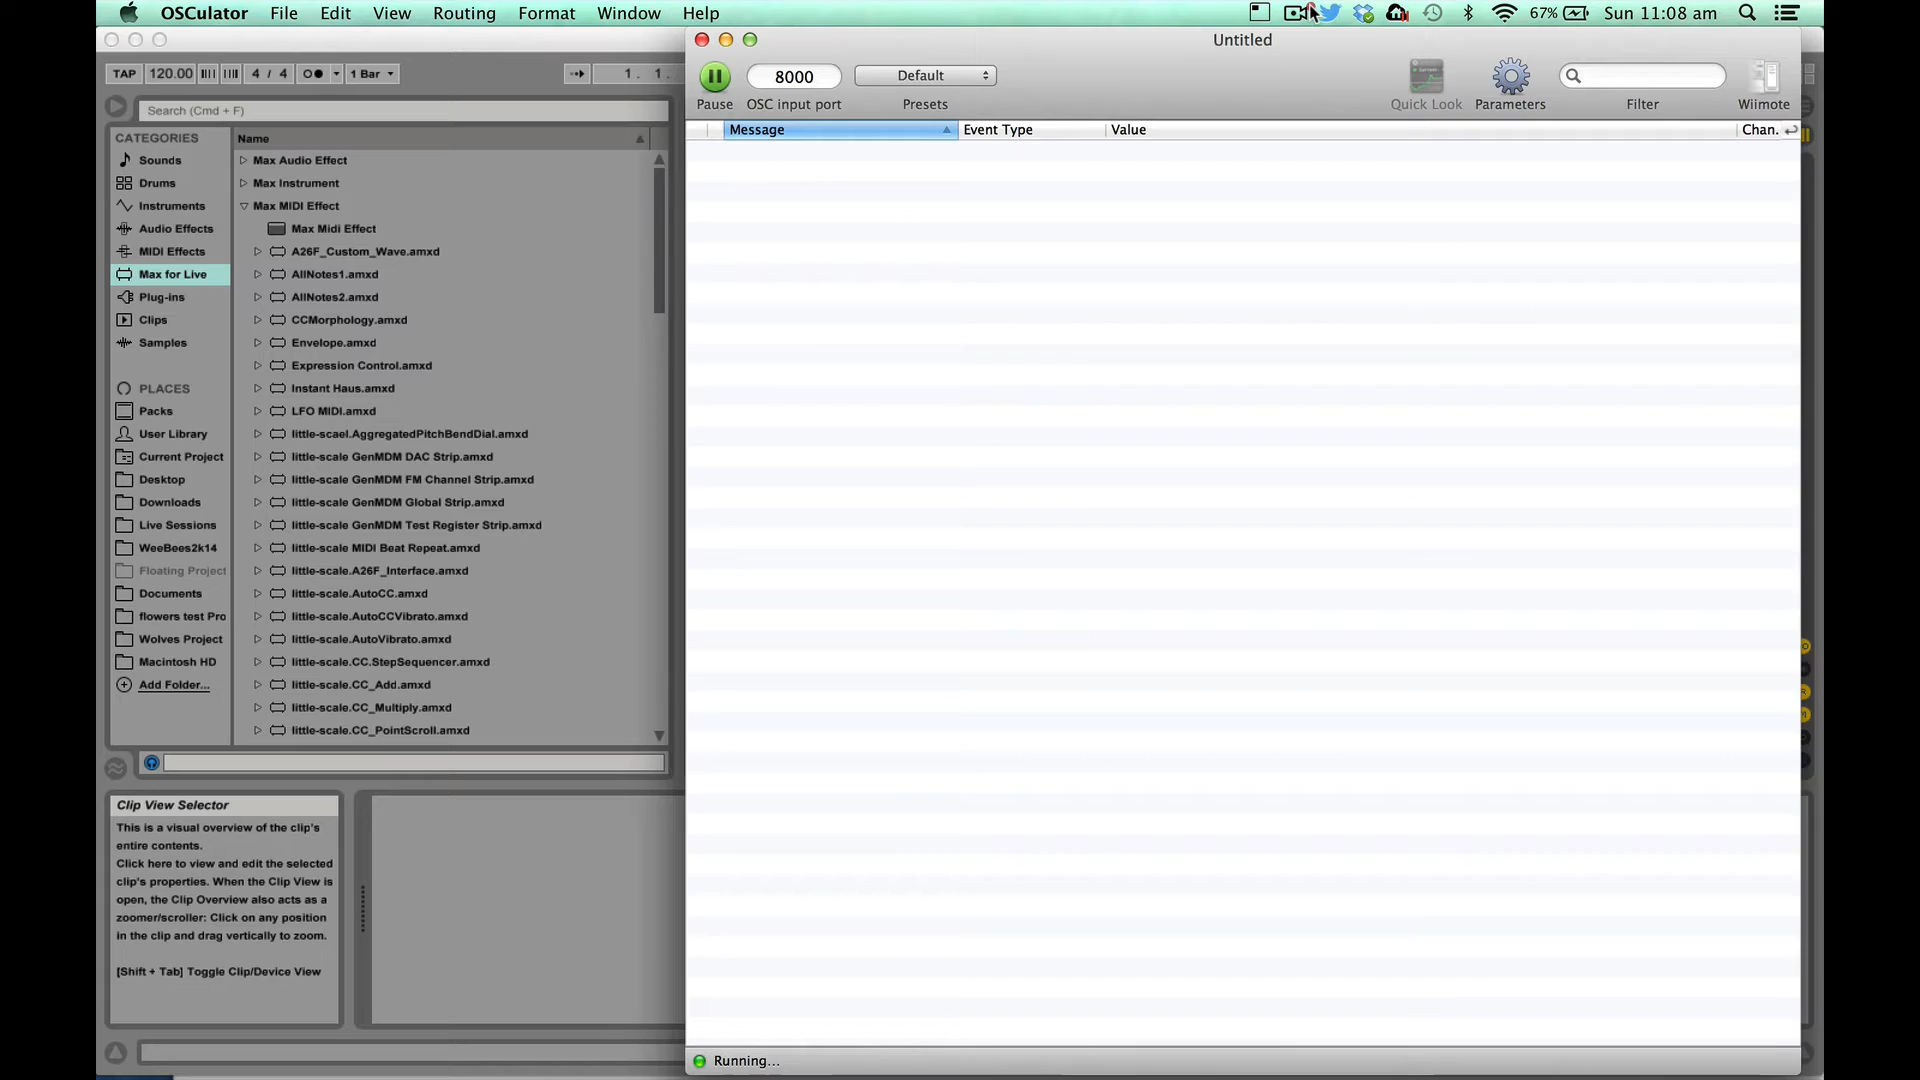 OSCulator File Edit View Routing Format Window Help 67% Sun 11:08 am
Untitled
TAP 120.00 4 / 4 1 Bar 1. 1.
8000 Default
Pause OSC input port Presets Quick Look Parameters Filter Wiimote
Search (Cmd + F)
Message Event Type Value Chan.
CATEGORIES
Sounds
Drums
Instruments
Audio Effects
MIDI Effects
Max for Live
Plug-ins
Clips
Samples
PLACES
Packs
User Library
Current Project
Desktop
Downloads
Live Sessions
WeeBees2k14
Floating Project
Documents
flowers test Pro
Wolves Project
Macintosh HD
Add Folder...
Name
Max Audio Effect
Max Instrument
Max MIDI Effect
Max Midi Effect
A26F_Custom_Wave.amxd
AllNotes1.amxd
AllNotes2.amxd
CCMorphology.amxd
Envelope.amxd
Expression Control.amxd
Instant Haus.amxd
LFO MIDI.amxd
little-scael.AggregatedPitchBendDial.amxd
little-scale GenMDM DAC Strip.amxd
little-scale GenMDM FM Channel Strip.amxd
little-scale GenMDM Global Strip.amxd
little-scale GenMDM Test Register Strip.amxd
little-scale MIDI Beat Repeat.amxd
little-scale.A26F_Interface.amxd
little-scale.AutoCC.amxd
little-scale.AutoCCVibrato.amxd
little-scale.AutoVibrato.amxd
little-scale.CC.StepSequencer.amxd
little-scale.CC_Add.amxd
little-scale.CC_Multiply.amxd
little-scale.CC_PointScroll.amxd
Clip View Selector
This is a visual overview of the clip's
entire contents.
Click here to view and edit the selected
clip's properties. When the Clip View is
open, the Clip Overview also acts as a
zoomer/scroller: Click on any position
in the clip and drag vertically to zoom.
[Shift + Tab] Toggle Clip/Device View
Running...